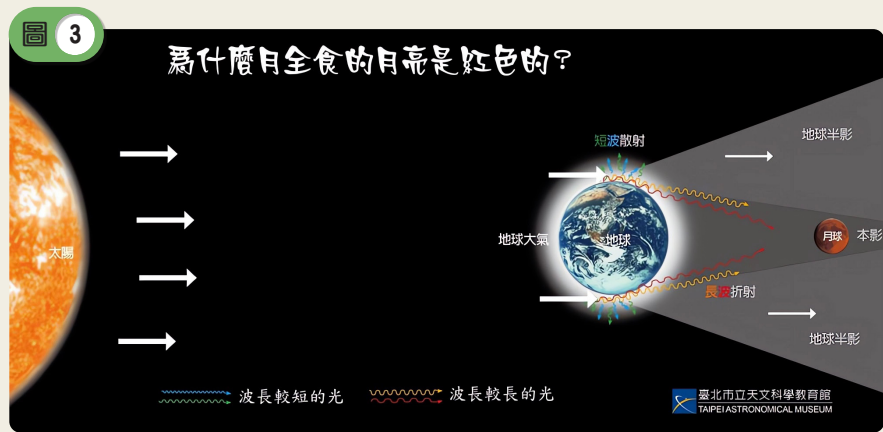 圖 3
為什麼月全食的月亮是紅色的?
短波散射
地球半影
太陽
地球大氣
地球
月球
本影
長波折射
地球半影
波長較短的光
波長較長的光
臺北市立天文科學教育館
TAIPEI ASTRONOMICAL MUSEUM